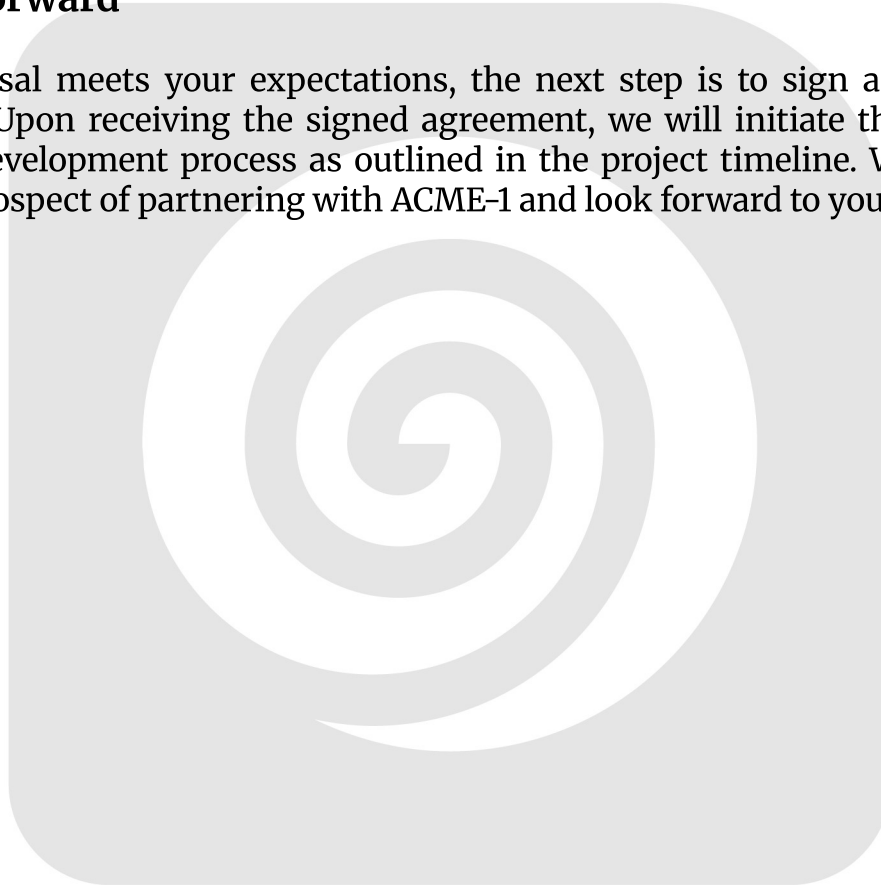 orward
sal meets your expectations, the next step is to sign a
Upon receiving the signed agreement, we will initiate th
evelopment process as outlined in the project timeline. W
ospect of partnering with ACME-1 and look forward to you